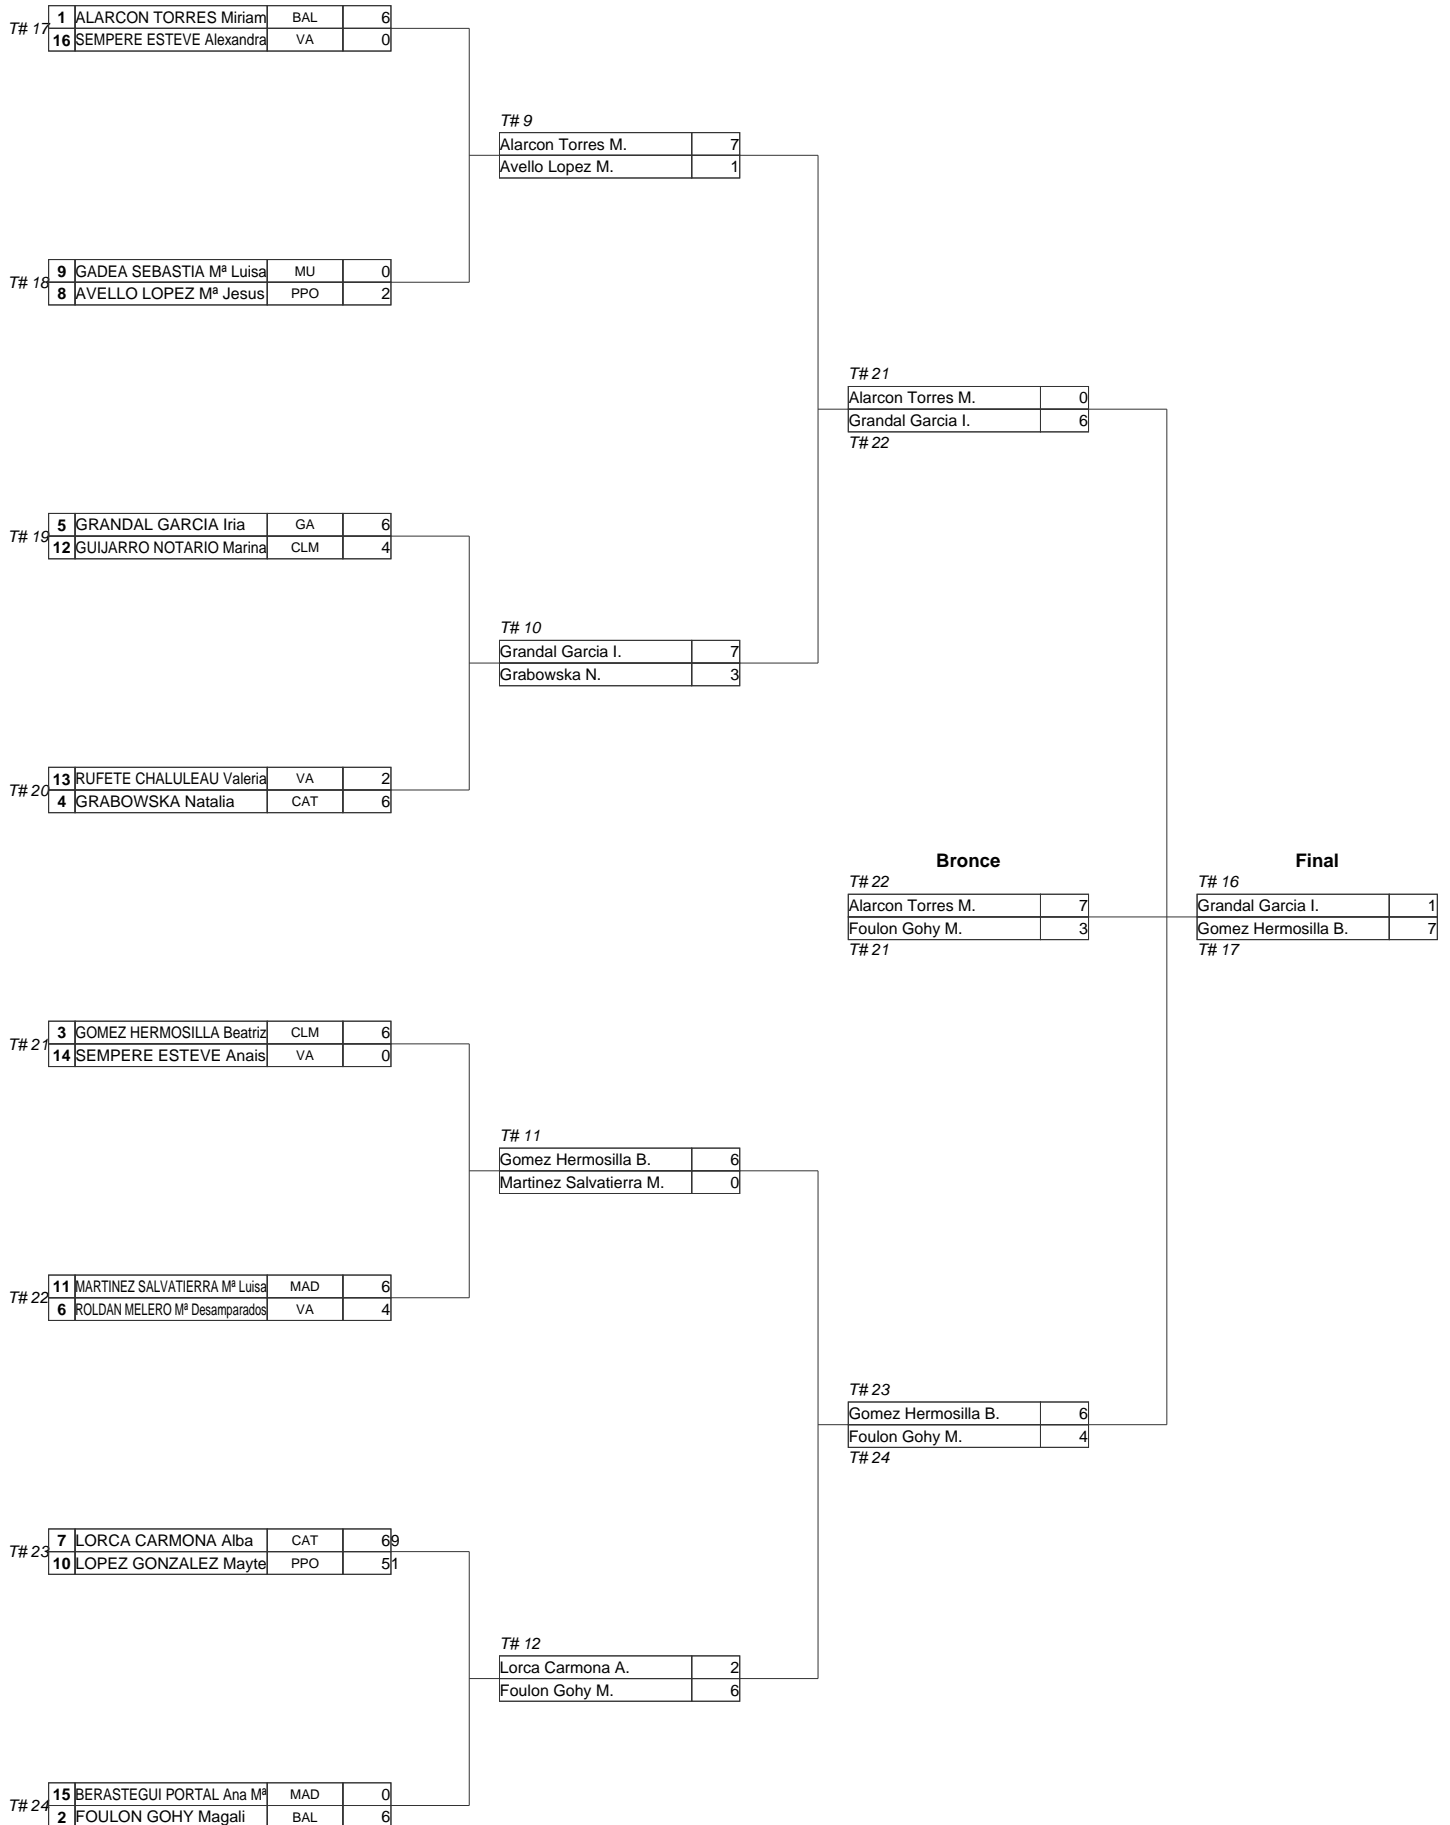 T# 17
1 ALARCON TORRES Miriam BAL 6
16 SEMPERE ESTEVE Alexandra VA 0
T# 9
Alarcon Torres M. 7
Avello Lopez M. 1
T# 18
9 GADEA SEBASTIA Mª Luisa MU 0
8 AVELLO LOPEZ Mª Jesus PPO 2
T# 21
Alarcon Torres M. 0
Grandal Garcia I. 6
T# 22
T# 19
5 GRANDAL GARCIA Iria GA 6
12 GUIJARRO NOTARIO Marina CLM 4
T# 10
Grandal Garcia I. 7
Grabowska N. 3
T# 20
13 RUFETE CHALULEAU Valeria VA 2
4 GRABOWSKA Natalia CAT 6
Bronce
T# 22
Alarcon Torres M. 7
Foulon Gohy M. 3
T# 21
Final
T# 16
Grandal Garcia I. 1
Gomez Hermosilla B. 7
T# 17
T# 21
3 GOMEZ HERMOSILLA Beatriz CLM 6
14 SEMPERE ESTEVE Anais VA 0
T# 11
Gomez Hermosilla B. 6
Martinez Salvatierra M. 0
T# 22
11 MARTINEZ SALVATIERRA Mª Luisa MAD 6
6 ROLDAN MELERO Mª Desamparados VA 4
T# 23
Gomez Hermosilla B. 6
Foulon Gohy M. 4
T# 24
T# 23
7 LORCA CARMONA Alba CAT 6 9
10 LOPEZ GONZALEZ Mayte PPO 5 1
T# 12
Lorca Carmona A. 2
Foulon Gohy M. 6
T# 24
15 BERASTEGUI PORTAL Ana Mª MAD 0
2 FOULON GOHY Magali BAL 6